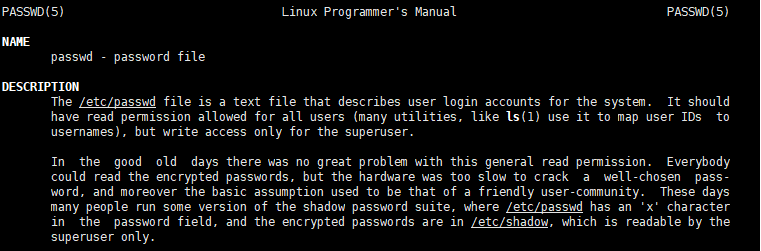 PASSWD(5) Linux Programmer's Manual PASSWD(5)
NAME
passwd - password file
DESCRIPTION
The /etc/passwd file is a text file that describes user login accounts for the system. It should
have read permission allowed for all users (many utilities, like ls(1) use it to map user IDs to
usernames), but write access only for the superuser.
In the good old days there was no great problem with this general read permission. Everybody
could read the encrypted passwords, but the hardware was too slow to crack a well-chosen pass-
word, and moreover the basic assumption used to be that of a friendly user-community. These days
many people run some version of the shadow password suite, where /etc/passwd has an 'x' character
in the password field, and the encrypted passwords are in /etc/shadow, which is readable by the
superuser only.